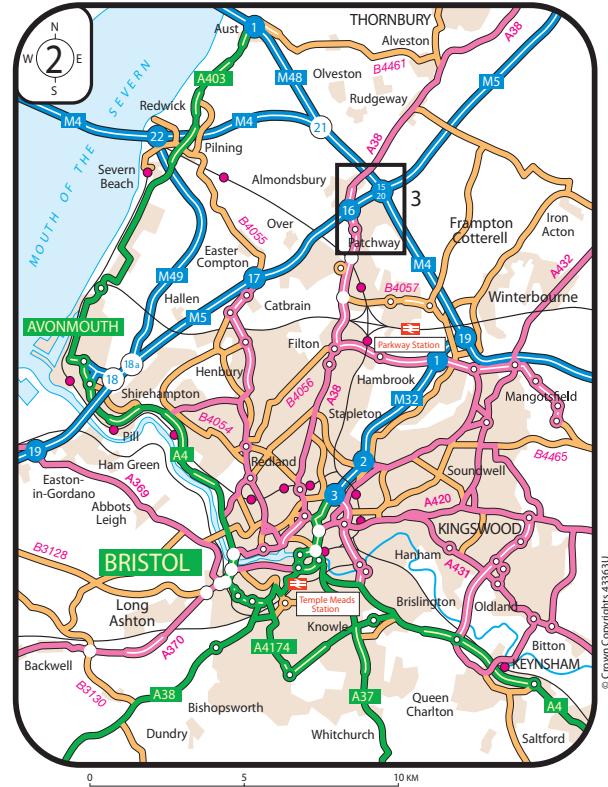 N
W 2 E
S
THORNBURY
Aust
1
Alveston
A38
M48
B4461
A403
Olveston
M5
Redwick
Rudgeway
M4
M4
21
22
A38
Pilning
Severn
Beach
Almondsbury
15
20
3
16
MOUTH OF THE SEVERN
Over
Frampton
Cotterell
Iron
Acton
B4055
Patchway
Easter
Compton
A432
M4
M49
17
B4057
Hallen
Catbrain
Winterbourne
M5
AVONMOUTH
Parkway Station
Filton
19
18a
18
1
Henbury
Hambrook
B4056
A38
M32
Mangotsfield
Shirehampton
Stapleton
B4054
Pill
19
A4
B4465
Ham Green
Redland
2
Soundwell
Easton-
in-Gordano
A369
3
Abbots
Leigh
A420
KINGSWOOD
B3128
BRISTOL
Hanham
A431
Temple Meads
Station
Brislington
Oldland
Long
Ashton
Knowle
A370
A4174
Bitton
Backwell
KEYNSHAM
B3130
A38
A37
Queen
Charlton
A4
Bishopsworth
Dundry
Whitchurch
Saltford
© Crown Copyrights 43363U
0 5 10 KM